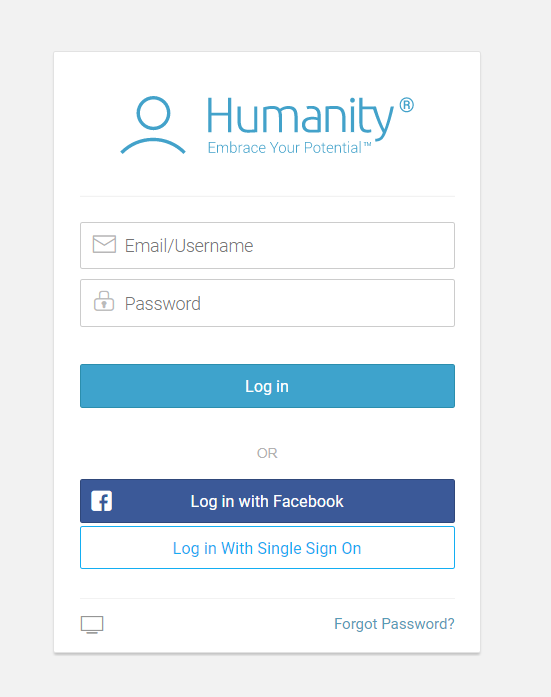 Humanity®
Embrace Your Potential™
Email/Username
Password
Log in
OR
Log in with Facebook
Log in With Single Sign On
Forgot Password?